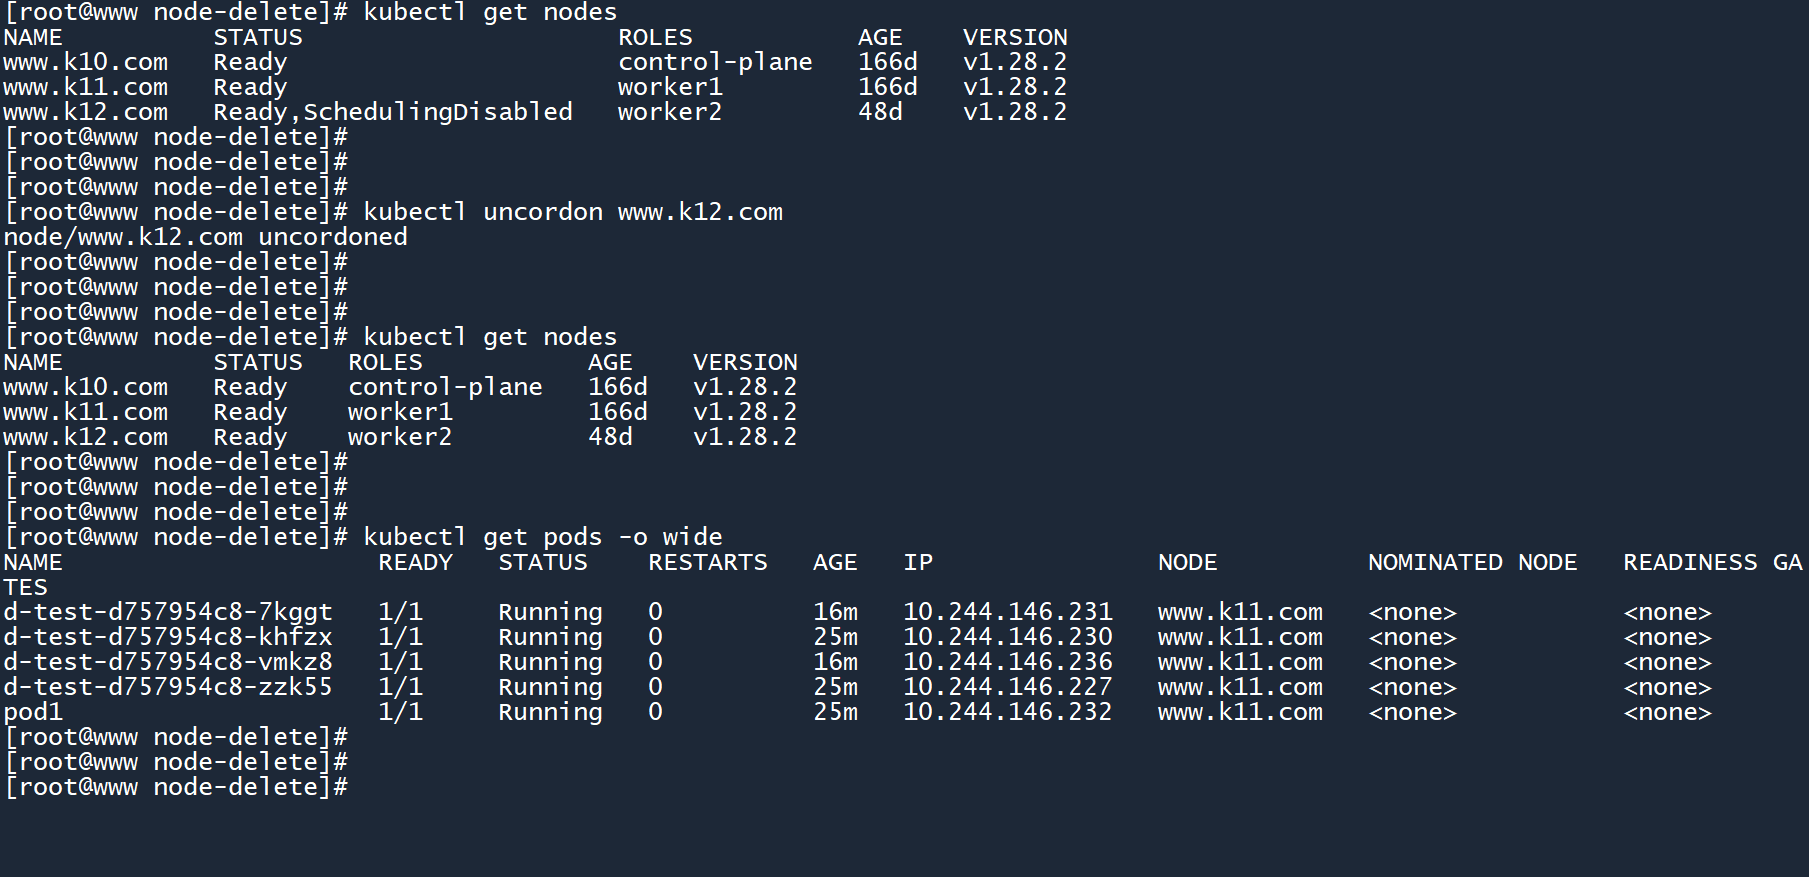 [root@www node-delete]# kubectl get nodes
NAME          STATUS                     ROLES           AGE    VERSION
www.k10.com   Ready                      control-plane   166d   v1.28.2
www.k11.com   Ready                      worker1         166d   v1.28.2
www.k12.com   Ready,SchedulingDisabled   worker2         48d    v1.28.2
[root@www node-delete]#
[root@www node-delete]#
[root@www node-delete]#
[root@www node-delete]# kubectl uncordon www.k12.com
node/www.k12.com uncordoned
[root@www node-delete]#
[root@www node-delete]#
[root@www node-delete]#
[root@www node-delete]# kubectl get nodes
NAME          STATUS   ROLES           AGE    VERSION
www.k10.com   Ready    control-plane   166d   v1.28.2
www.k11.com   Ready    worker1         166d   v1.28.2
www.k12.com   Ready    worker2         48d    v1.28.2
[root@www node-delete]#
[root@www node-delete]#
[root@www node-delete]#
[root@www node-delete]# kubectl get pods -o wide
NAME                     READY   STATUS    RESTARTS   AGE   IP               NODE          NOMINATED NODE   READINESS GA
TES
d-test-d757954c8-7kggt   1/1     Running   0          16m   10.244.146.231   www.k11.com   <none>           <none>
d-test-d757954c8-khfzx   1/1     Running   0          25m   10.244.146.230   www.k11.com   <none>           <none>
d-test-d757954c8-vmkz8   1/1     Running   0          16m   10.244.146.236   www.k11.com   <none>           <none>
d-test-d757954c8-zzk55   1/1     Running   0          25m   10.244.146.227   www.k11.com   <none>           <none>
pod1                     1/1     Running   0          25m   10.244.146.232   www.k11.com   <none>           <none>
[root@www node-delete]#
[root@www node-delete]#
[root@www node-delete]#